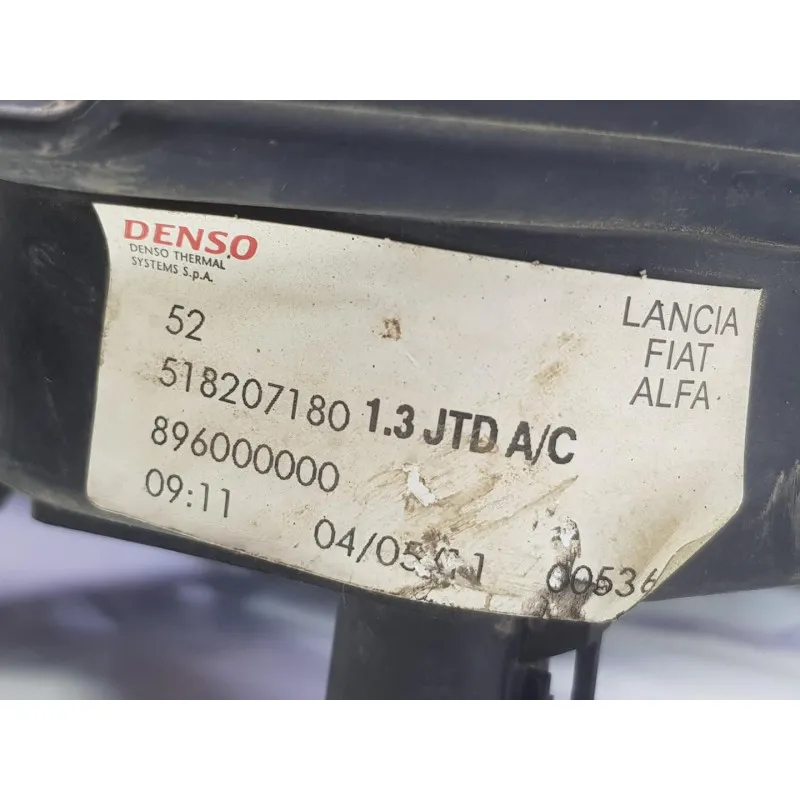 DENSO
DENSO THERMAL
SYSTEMS S.p.A.
LANCIA
FIAT
ALFA
52
518207180 1.3 JTD A/C
896000000
09:11